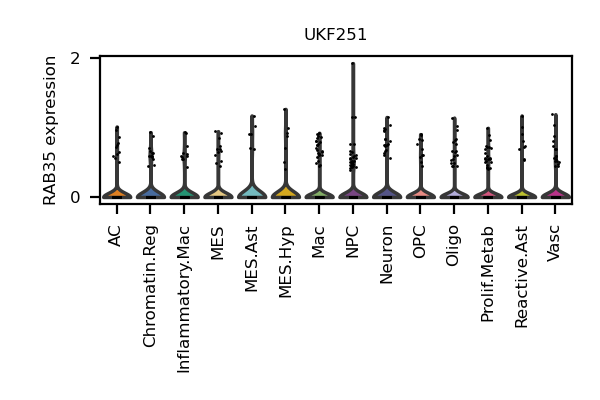 UKF251
RAB35 expression
2
0
AC
Chromatin.Reg
Inflammatory.Mac
MES
MES.Ast
MES.Hyp
Mac
NPC
Neuron
OPC
Oligo
Prolif.Metab
Reactive.Ast
Vasc